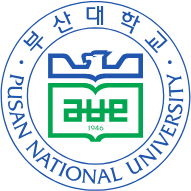 · 부산대학교 ·
PUSAN NATIONAL UNIVERSITY
1946